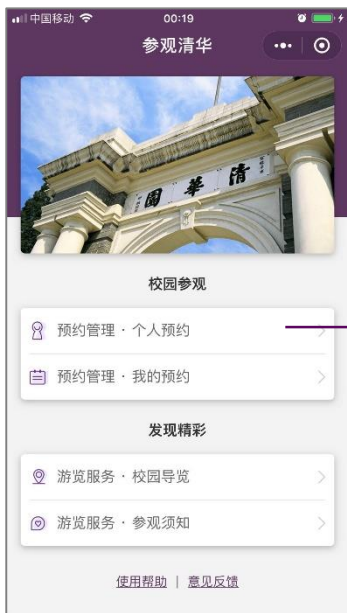 中国移动
00:19
参观清华
清華園
校园参观
预约管理 · 个人预约
预约管理 · 我的预约
发现精彩
游览服务 · 校园导览
游览服务 · 参观须知
使用帮助 | 意见反馈